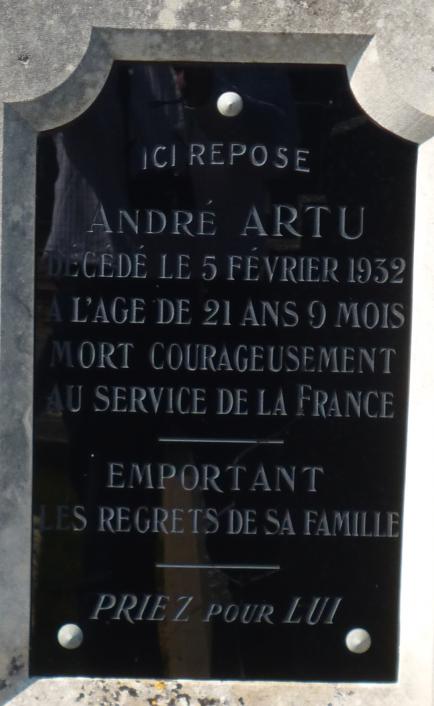 ICI REPOSE
ANDRÉ ARTU
DÉCÉDÉ LE 5 FÉVRIER 1932
A L'AGE DE 21 ANS 9 MOIS
MORT COURAGEUSEMENT
AU SERVICE DE LA FRANCE
EMPORTANT
LES REGRETS DE SA FAMILLE
PRIEZ POUR LUI